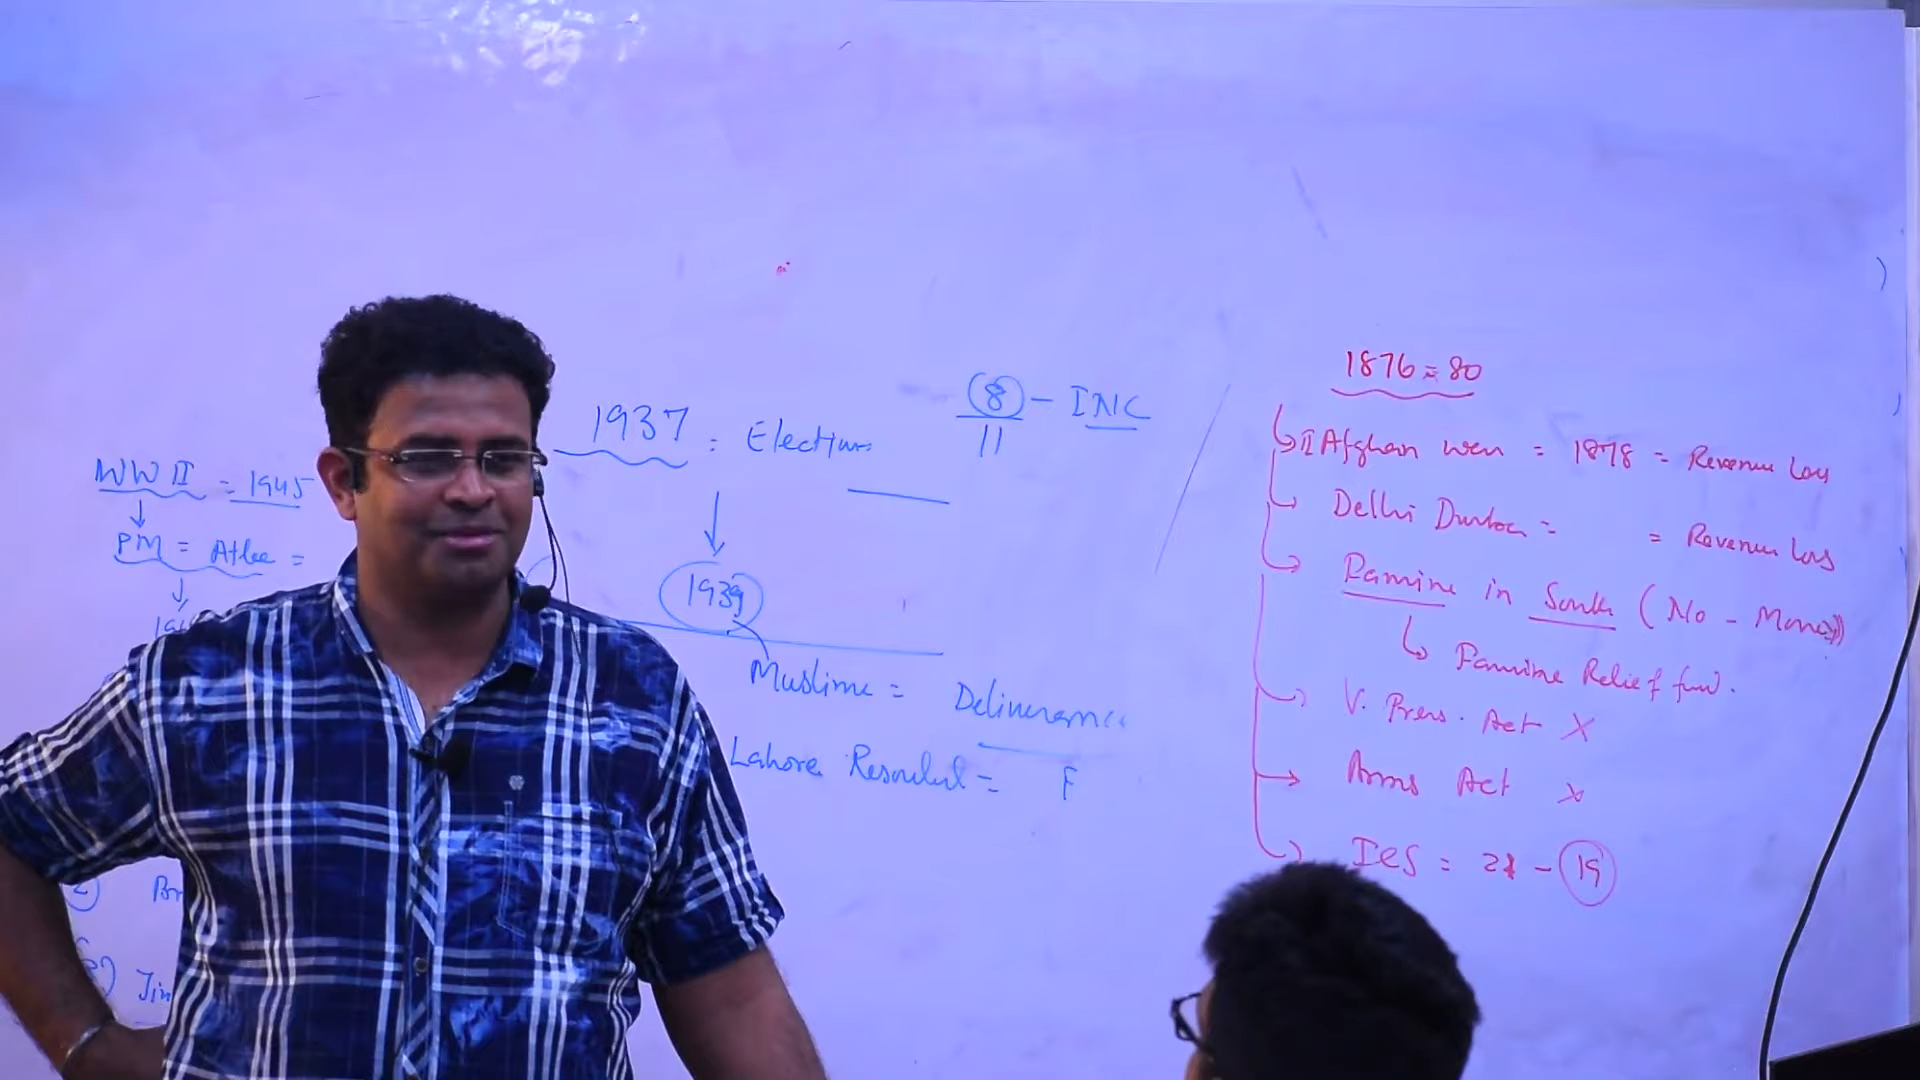 WW II = 1945
PM = Atlee =
1937 : Elections
8/11 - INC
1939
Muslims = Deliverance
Lahore = F
1876 = 80
II Afghan war = 1878 = Revenue Loss
Delhi Durbar = = Revenue Loss
Famine in South (No - Money)
Famine Relief fund.
V. Press. Act X
Arms Act X
ICS = 21 - 19
2
Jin